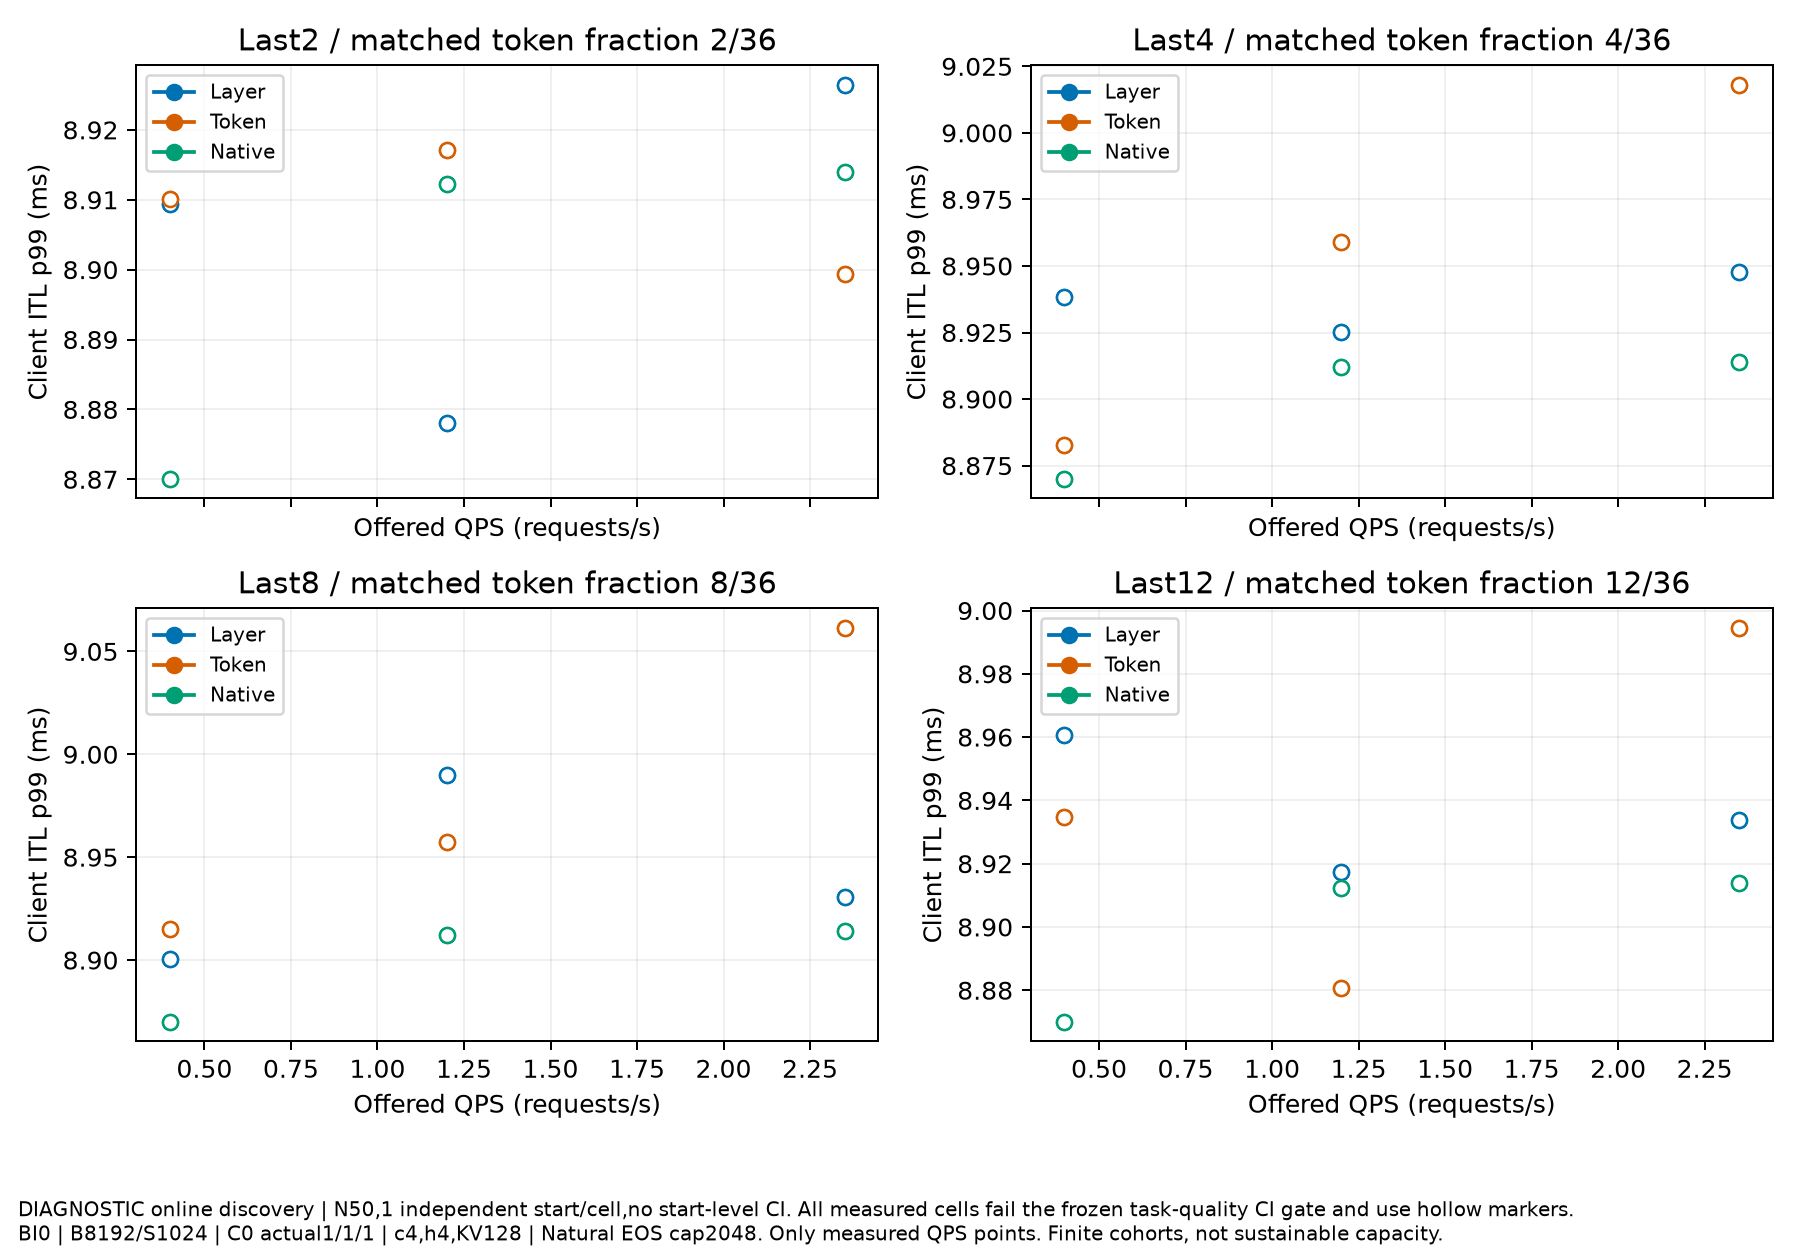 Last2 / matched token fraction 2/36
Client ITL p99 (ms)
8.92
8.91
8.90
8.89
8.88
8.87
Layer
Token
Native
Offered QPS (requests/s)
Last4 / matched token fraction 4/36
Client ITL p99 (ms)
9.025
9.000
8.975
8.950
8.925
8.900
8.875
Layer
Token
Native
Offered QPS (requests/s)
Last8 / matched token fraction 8/36
Client ITL p99 (ms)
9.05
9.00
8.95
8.90
Layer
Token
Native
0.50 0.75 1.00 1.25 1.50 1.75 2.00 2.25
Offered QPS (requests/s)
Last12 / matched token fraction 12/36
Client ITL p99 (ms)
9.00
8.98
8.96
8.94
8.92
8.90
8.88
Layer
Token
Native
0.50 0.75 1.00 1.25 1.50 1.75 2.00 2.25
Offered QPS (requests/s)
DIAGNOSTIC online discovery | N50,1 independent start/cell,no start-level CI. All measured cells fail the frozen task-quality CI gate and use hollow markers.
BI0 | B8192/S1024 | C0 actual1/1/1 | c4,h4,KV128 | Natural EOS cap2048. Only measured QPS points. Finite cohorts, not sustainable capacity.